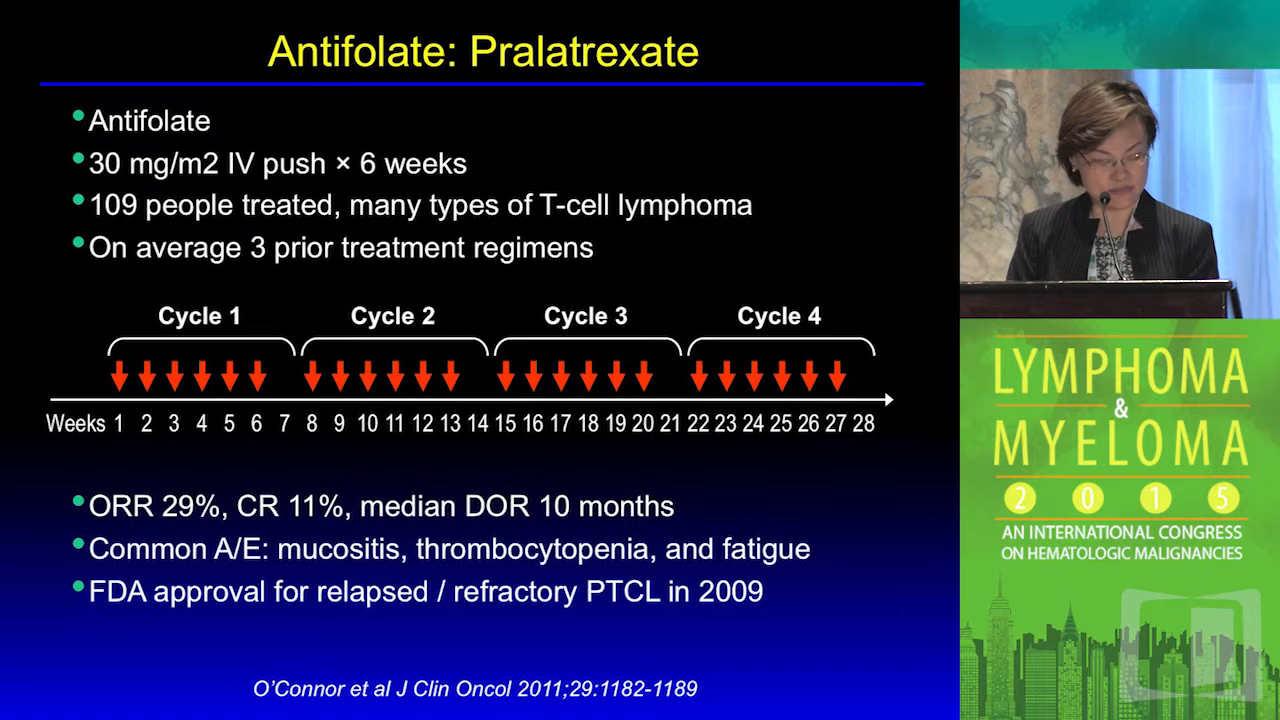 Antifolate: Pralatrexate
•Antifolate
•30 mg/m2 IV push × 6 weeks
•109 people treated, many types of T-cell lymphoma
•On average 3 prior treatment regimens
Cycle 1 Cycle 2 Cycle 3 Cycle 4
Weeks 1 2 3 4 5 6 7 8 9 10 11 12 13 14 15 16 17 18 19 20 21 22 23 24 25 26 27 28
•ORR 29%, CR 11%, median DOR 10 months
•Common A/E: mucositis, thrombocytopenia, and fatigue
•FDA approval for relapsed / refractory PTCL in 2009
O'Connor et al J Clin Oncol 2011;29:1182-1189
LYMPHOMA
&
MYELOMA
2 0 1 5
AN INTERNATIONAL CONGRESS
ON HEMATOLOGIC MALIGNANCIES